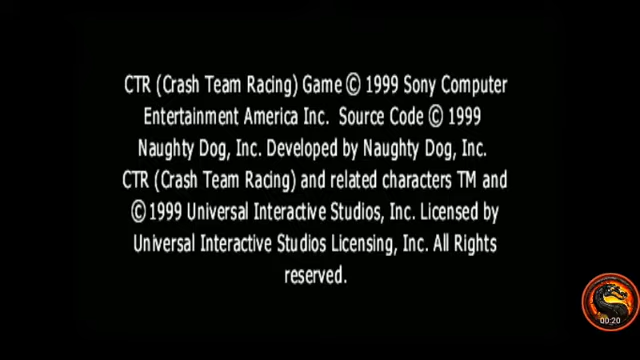 CTR (Crash Team Racing) Game © 1999 Sony Computer
Entertainment America Inc. Source Code © 1999
Naughty Dog, Inc. Developed by Naughty Dog, Inc.
CTR (Crash Team Racing) and related characters TM and
© 1999 Universal Interactive Studios, Inc. Licensed by
Universal Interactive Studios Licensing, Inc. All Rights
reserved.
00:20